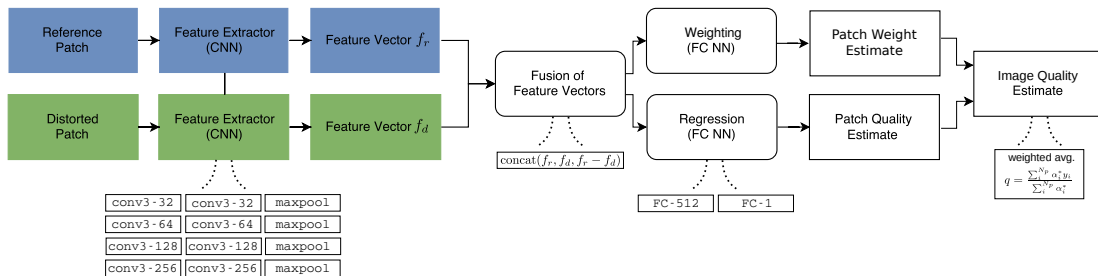 Reference
Patch
Feature Extractor
(CNN)
Feature Vector f_r
Distorted
Patch
Feature Extractor
(CNN)
Feature Vector f_d
conv3-32 conv3-32 maxpool
conv3-64 conv3-64 maxpool
conv3-128 conv3-128 maxpool
conv3-256 conv3-256 maxpool
Fusion of
Feature Vectors
concat(f_r, f_d, f_r − f_d)
Weighting
(FC NN)
Patch Weight
Estimate
Regression
(FC NN)
FC-512 FC-1
Patch Quality
Estimate
Image Quality
Estimate
weighted avg.
q = \frac{\sum_i^{N_p} \alpha_i^* y_i}{\sum_i^{N_p} \alpha_i^*}